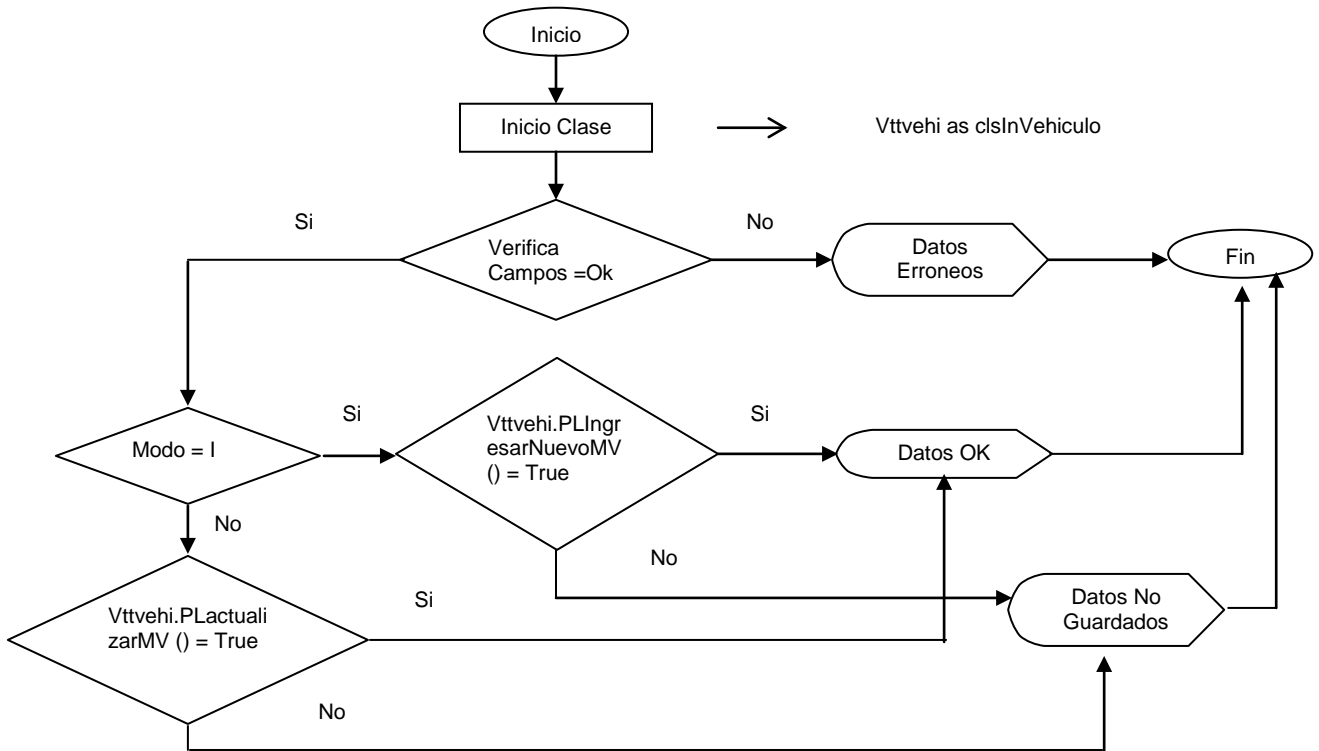 Inicio
Inicio Clase
Vttvehi as clsInVehiculo
Si
No
Verifica
Campos =Ok
Datos
Erroneos
Fin
Modo = I
Si
Vttvehi.PLIngr
esarNuevoMV
() = True
Si
Datos OK
No
No
Vttvehi.PLactuali
zarMV () = True
Si
Datos No
Guardados
No